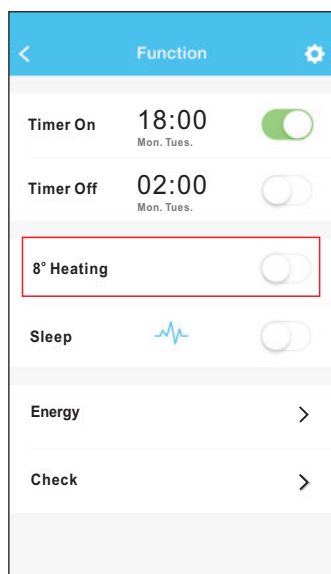 Function
Timer On 18:00
Mon. Tues.
Timer Off 02:00
Mon. Tues.
8° Heating
Sleep
Energy
Check